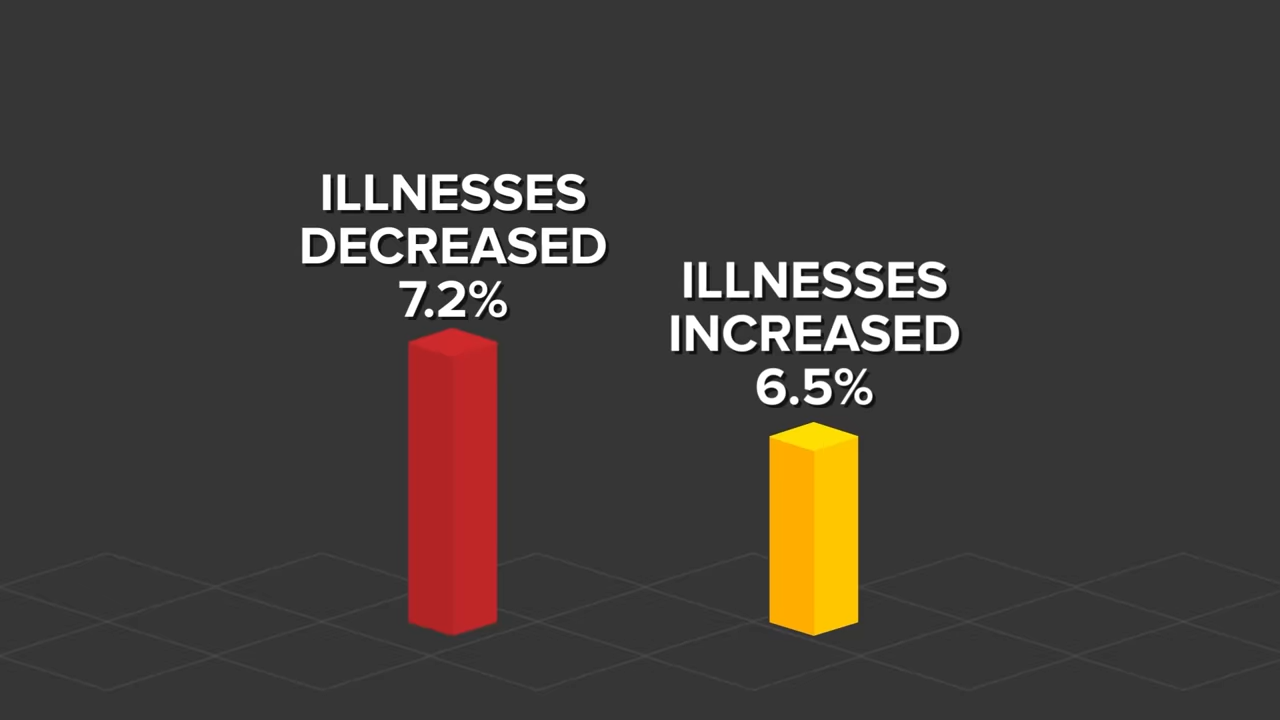 ILLNESSES
DECREASED
7.2%
ILLNESSES
INCREASED
6.5%